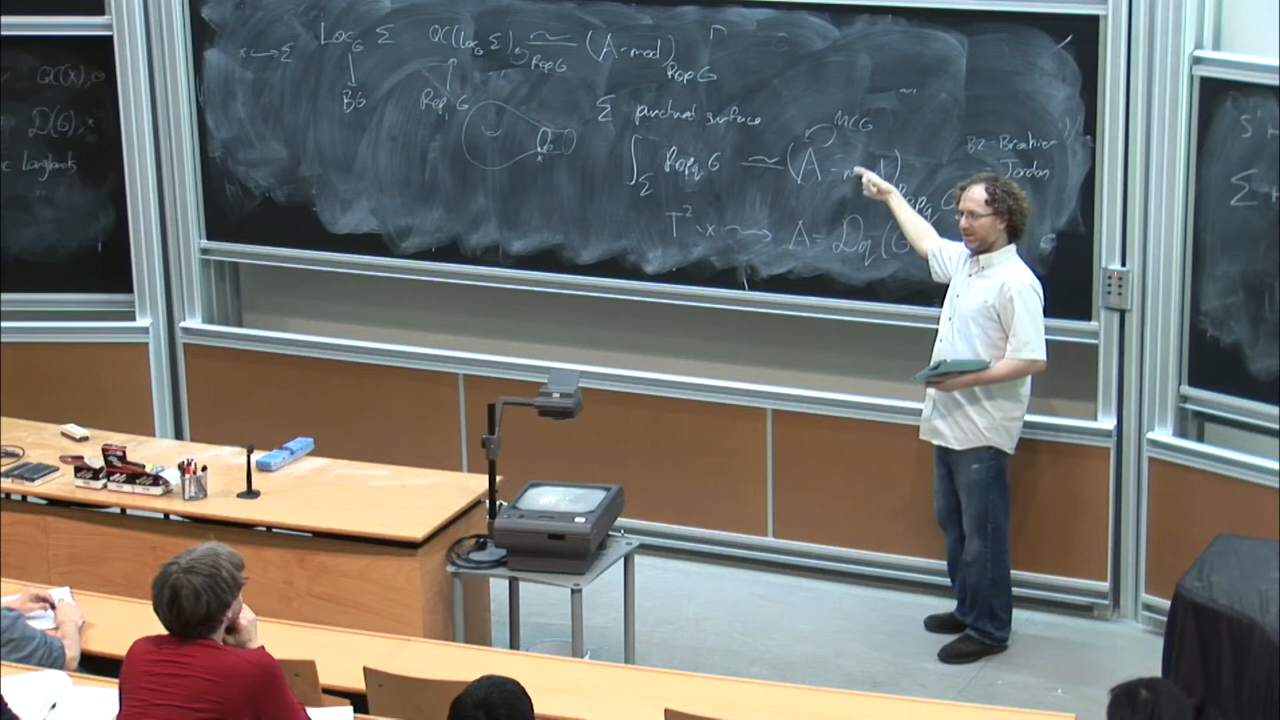 QC(X),
D(G),
c Langlands
x ↪ Σ Loc_G Σ QC(Loc_G Σ) ≃ (A-mod)_{Rep G}
BG Rep G
Σ punctured surface
MCG
∫_Σ Rep_q G ≃ (A - mod)_{Rep_q G}
BZ-Brochier
Jordan
T² \ x ⇝ A = D_q(G
S¹
Σ